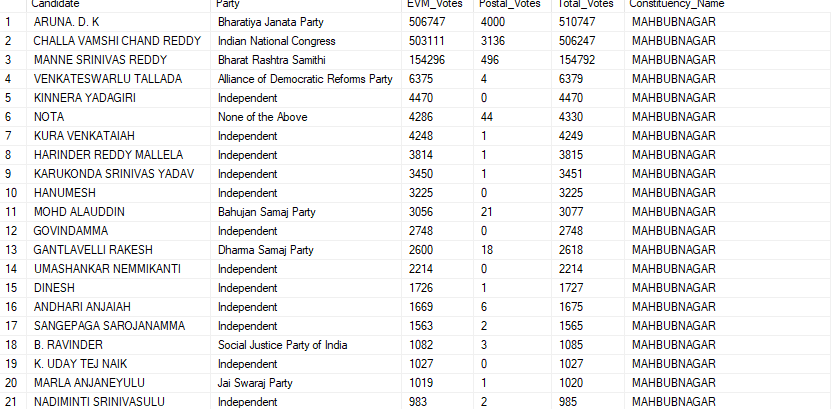 Candidate Party EVM_Votes Postal_Votes Total_Votes Constituency_Name
1 ARUNA. D. K Bharatiya Janata Party 506747 4000 510747 MAHBUBNAGAR
2 CHALLA VAMSHI CHAND REDDY Indian National Congress 503111 3136 506247 MAHBUBNAGAR
3 MANNE SRINIVAS REDDY Bharat Rashtra Samithi 154296 496 154792 MAHBUBNAGAR
4 VENKATESWARLU TALLADA Alliance of Democratic Reforms Party 6375 4 6379 MAHBUBNAGAR
5 KINNERA YADAGIRI Independent 4470 0 4470 MAHBUBNAGAR
6 NOTA None of the Above 4286 44 4330 MAHBUBNAGAR
7 KURA VENKATAIAH Independent 4248 1 4249 MAHBUBNAGAR
8 HARINDER REDDY MALLELA Independent 3814 1 3815 MAHBUBNAGAR
9 KARUKONDA SRINIVAS YADAV Independent 3450 1 3451 MAHBUBNAGAR
10 HANUMESH Independent 3225 0 3225 MAHBUBNAGAR
11 MOHD ALAUDDIN Bahujan Samaj Party 3056 21 3077 MAHBUBNAGAR
12 GOVINDAMMA Independent 2748 0 2748 MAHBUBNAGAR
13 GANTLAVELLI RAKESH Dharma Samaj Party 2600 18 2618 MAHBUBNAGAR
14 UMASHANKAR NEMMIKANTI Independent 2214 0 2214 MAHBUBNAGAR
15 DINESH Independent 1726 1 1727 MAHBUBNAGAR
16 ANDHARI ANJAIAH Independent 1669 6 1675 MAHBUBNAGAR
17 SANGEPAGA SAROJANAMMA Independent 1563 2 1565 MAHBUBNAGAR
18 B. RAVINDER Social Justice Party of India 1082 3 1085 MAHBUBNAGAR
19 K. UDAY TEJ NAIK Independent 1027 0 1027 MAHBUBNAGAR
20 MARLA ANJANEYULU Jai Swaraj Party 1019 1 1020 MAHBUBNAGAR
21 NADIMINTI SRINIVASULU Independent 983 2 985 MAHBUBNAGAR